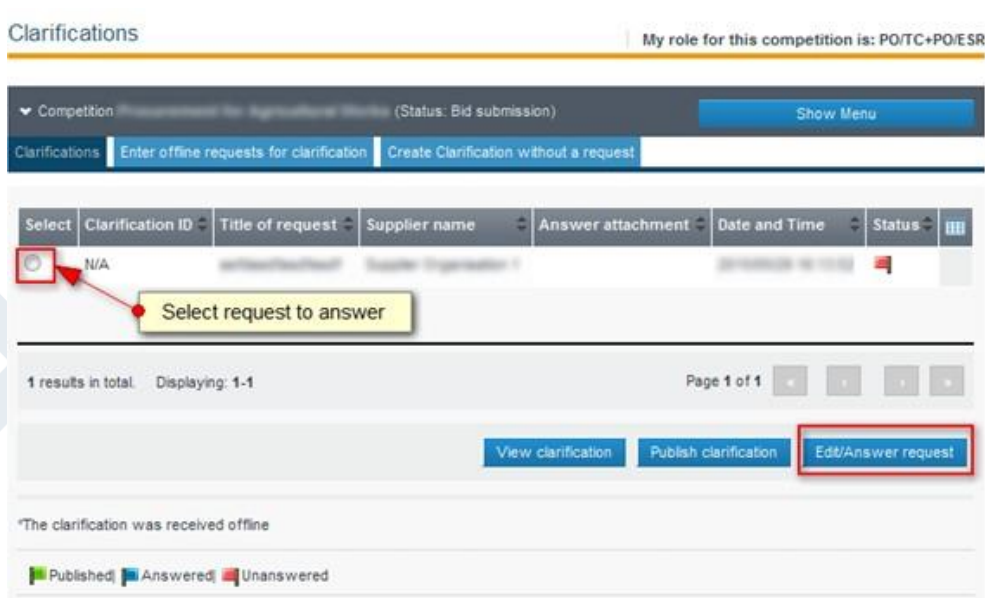 Clarifications
My role for this competition is: PO/TC+PO/ESR
Competition (Status: Bid submission)
Show Menu
Clarifications Enter offline requests for clarification Create Clarification without a request
Select Clarification ID Title of request Supplier name Answer attachment Date and Time Status
N/A
Select request to answer
1 results in total. Displaying: 1-1
Page 1 of 1
View clarification Publish clarification Edit/Answer request
*The clarification was received offline
Published| Answered| Unanswered